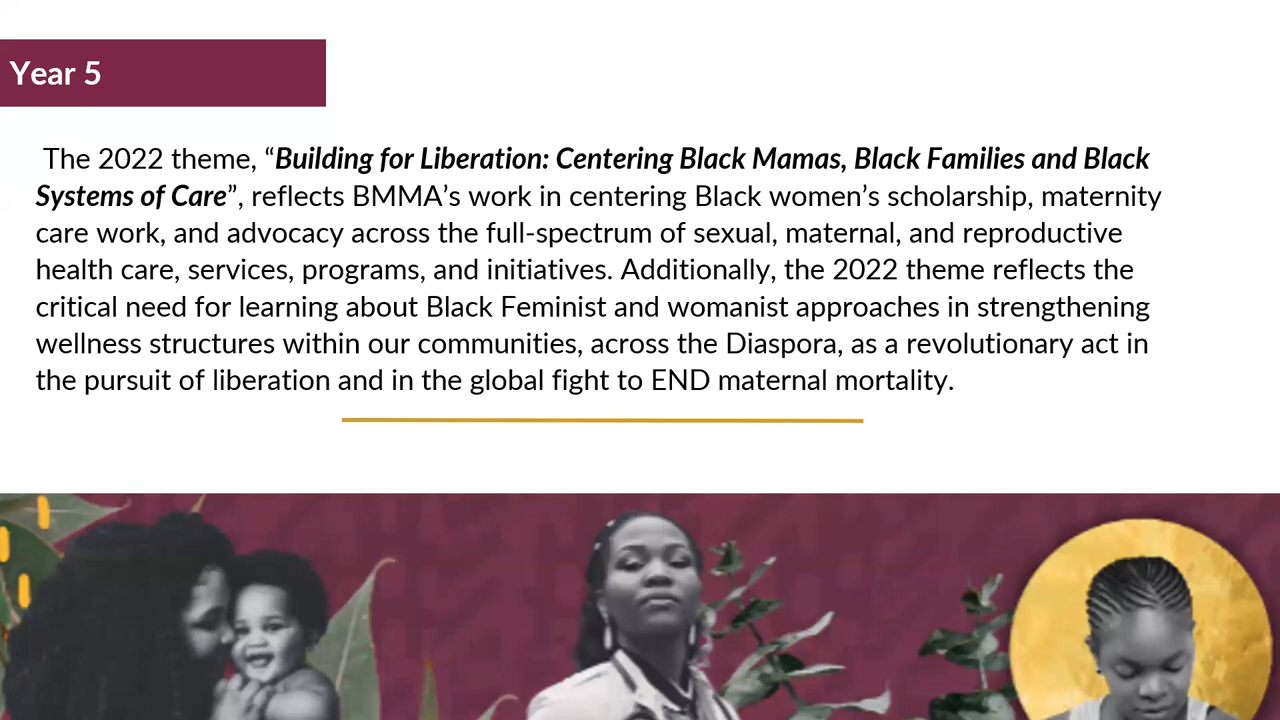 Year 5
The 2022 theme, “Building for Liberation: Centering Black Mamas, Black Families and Black
Systems of Care”, reflects BMMA’s work in centering Black women’s scholarship, maternity
care work, and advocacy across the full-spectrum of sexual, maternal, and reproductive
health care, services, programs, and initiatives. Additionally, the 2022 theme reflects the
critical need for learning about Black Feminist and womanist approaches in strengthening
wellness structures within our communities, across the Diaspora, as a revolutionary act in
the pursuit of liberation and in the global fight to END maternal mortality.